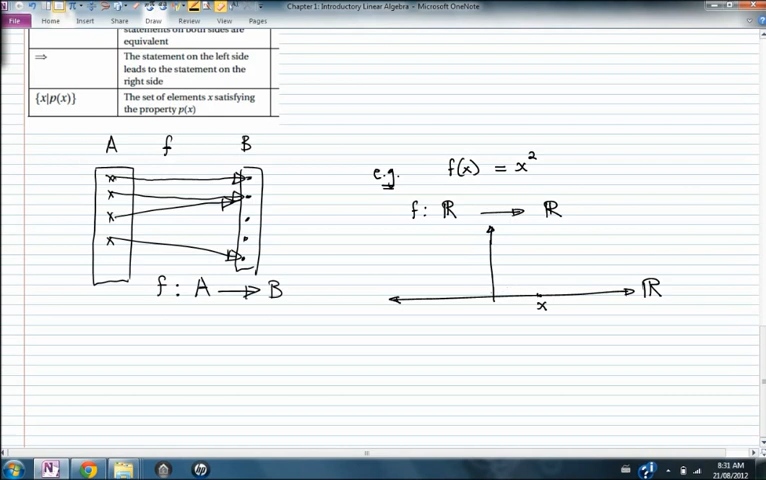 Chapter 1: Introductory Linear Algebra - Microsoft OneNote
File Home Insert Share Draw Review View Pages
statements on both sides are
equivalent
⇒ The statement on the left side
leads to the statement on the
right side
{x|p(x)} The set of elements x satisfying
the property p(x)
A f B
e.g. f(x) = x²
f: ℝ → ℝ
f : A → B
ℝ
x
8:31 AM
21/08/2012